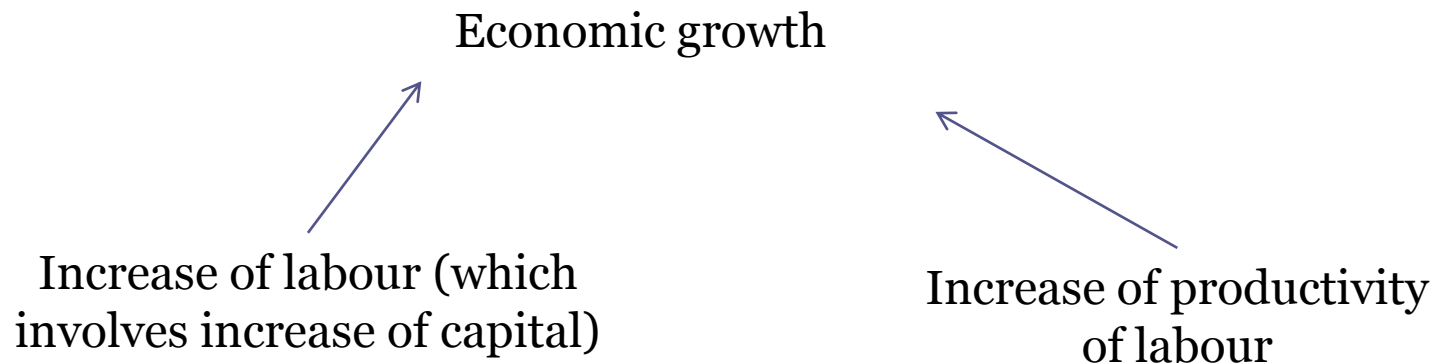 Economic growth
Increase of labour (which
involves increase of capital)
Increase of productivity
of labour